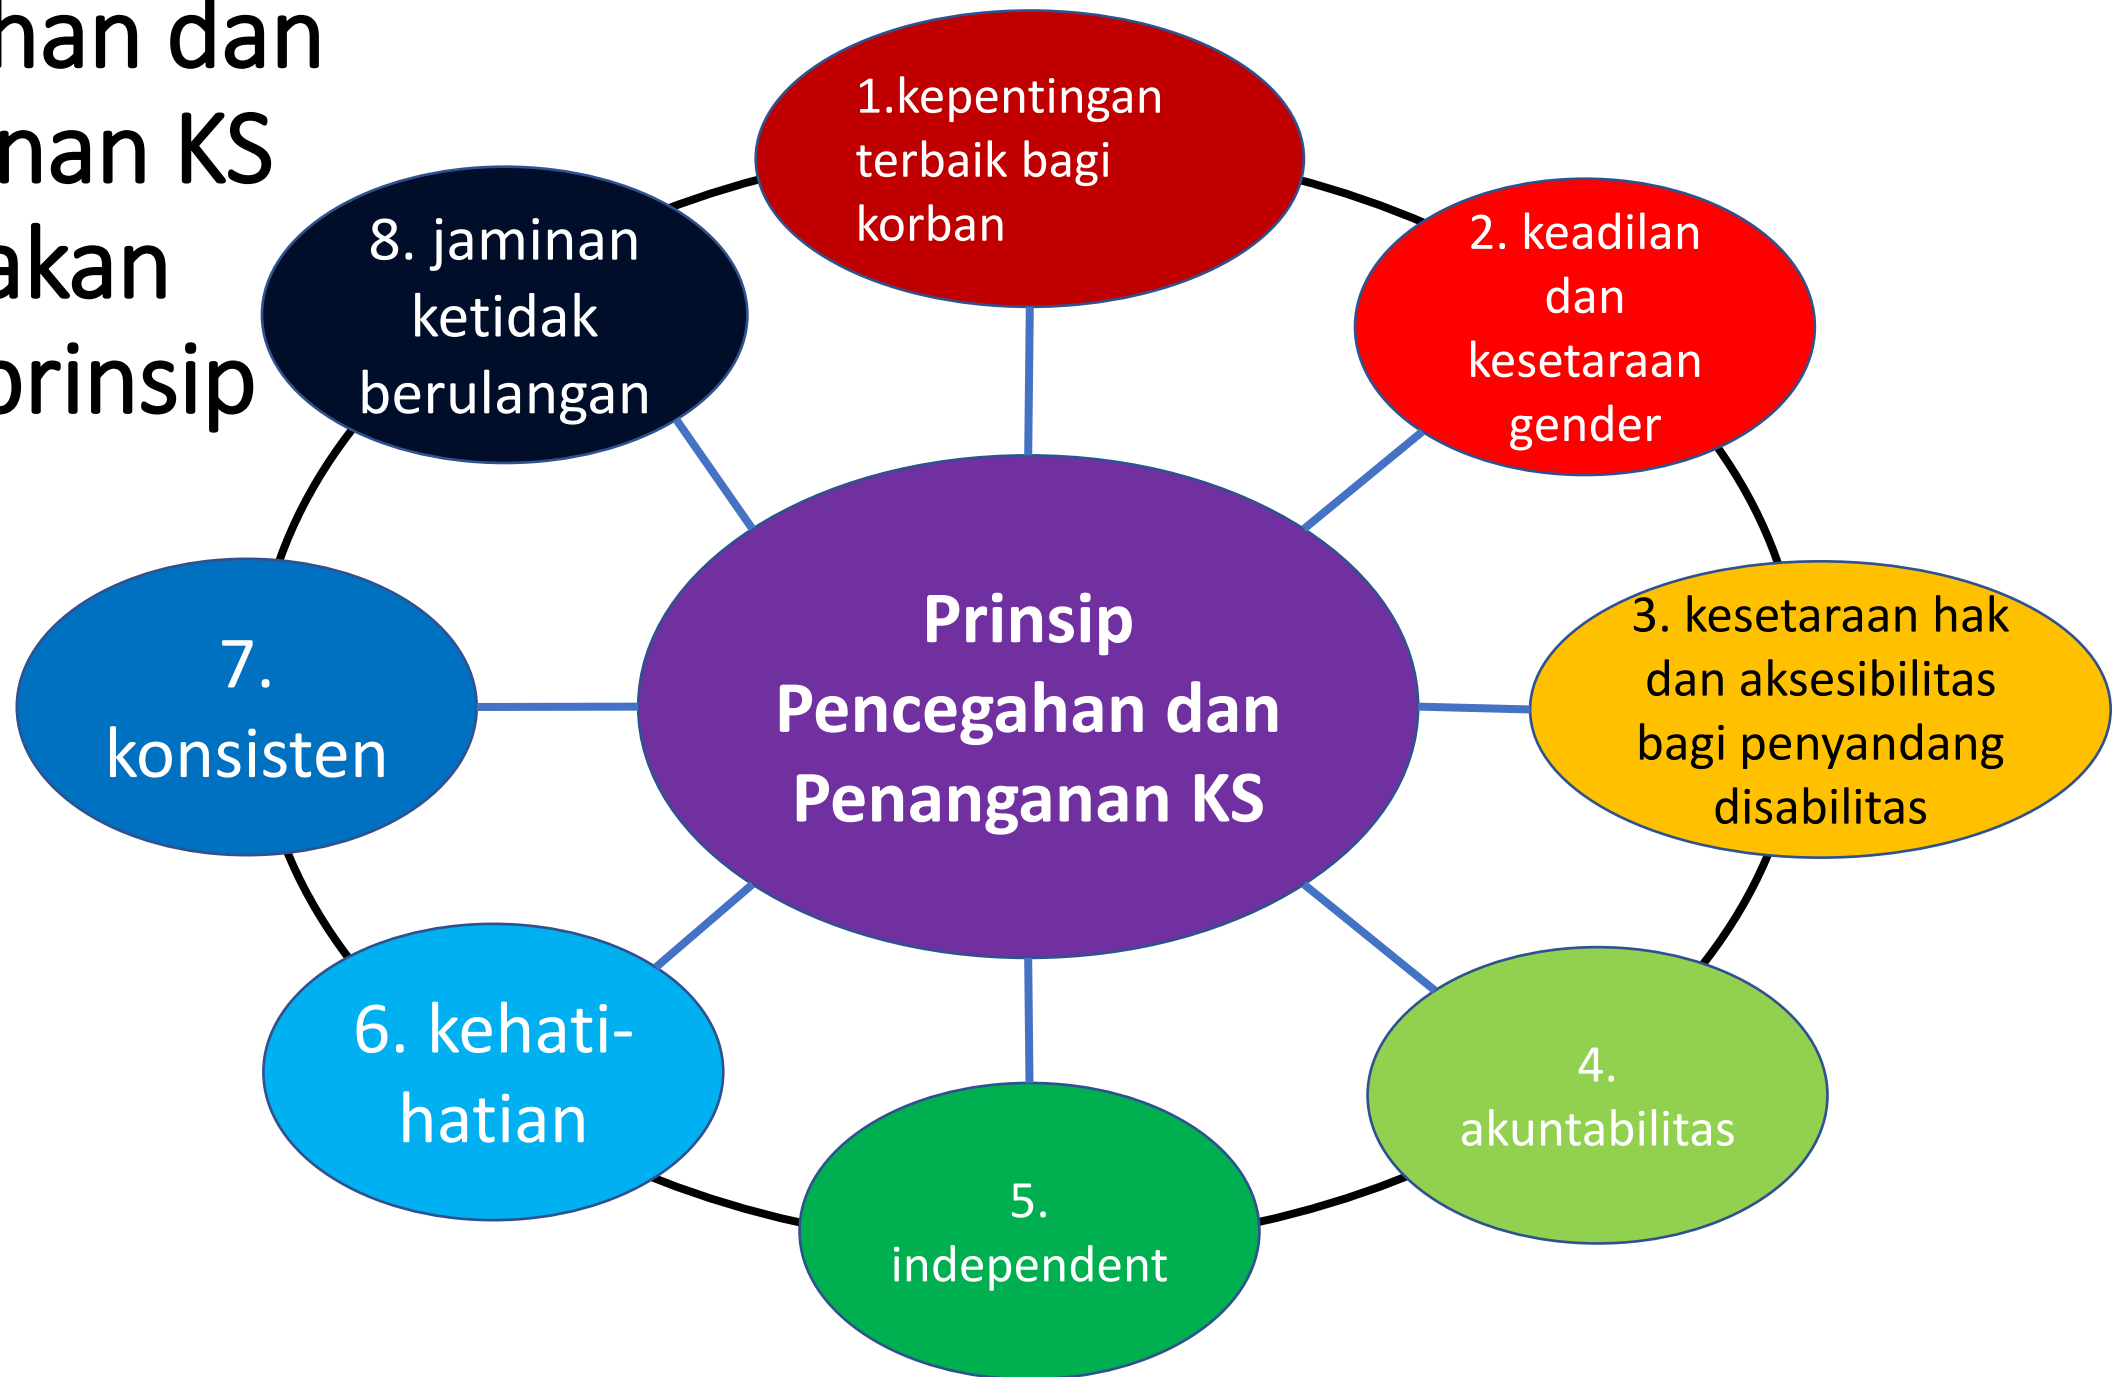 han dan
nan KS
akan
prinsip
1.kepentingan
terbaik bagi
korban
2. keadilan
dan
kesetaraan
gender
3. kesetaraan hak
dan aksesibilitas
bagi penyandang
disabilitas
4.
akuntabilitas
5.
independent
6. kehati-
hatian
7.
konsisten
8. jaminan
ketidak
berulangan
Prinsip
Pencegahan dan
Penanganan KS